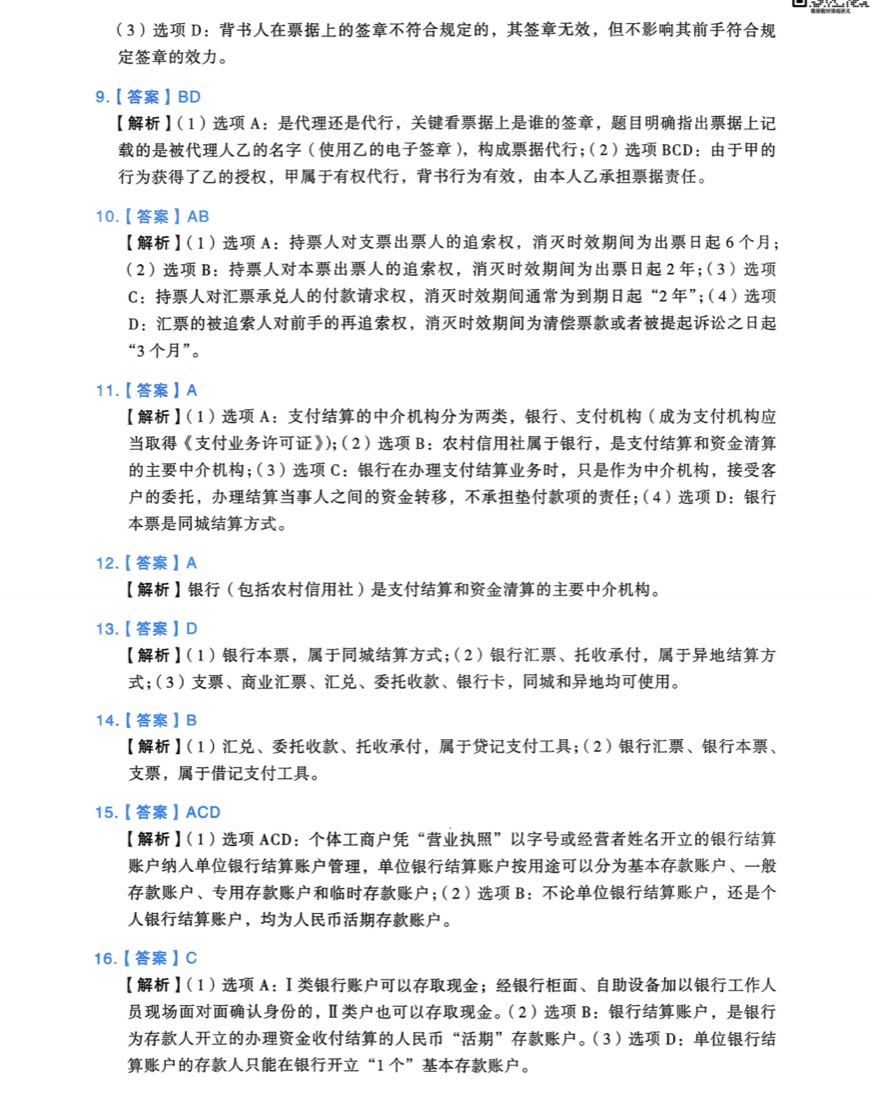 （3）选项 D：背书人在票据上的签章不符合规定的，其签章无效，但不影响其前手符合规
定签章的效力。
9.【答案】BD
【解析】（1）选项 A：是代理还是代行，关键看票据上是谁的签章，题目明确指出票据上记
载的是被代理人乙的名字（使用乙的电子签章），构成票据代行；（2）选项 BCD：由于甲的
行为获得了乙的授权，甲属于有权代行，背书行为有效，由本人乙承担票据责任。
10.【答案】AB
【解析】（1）选项 A：持票人对支票出票人的追索权，消灭时效期间为出票日起 6 个月；
（2）选项 B：持票人对本票出票人的追索权，消灭时效期间为出票日起 2 年；（3）选项
C：持票人对汇票承兑人的付款请求权，消灭时效期间通常为到期日起“2 年”；（4）选项
D：汇票的被追索人对前手的再追索权，消灭时效期间为清偿票款或者被提起诉讼之日起
“3 个月”。
11.【答案】A
【解析】（1）选项 A：支付结算的中介机构分为两类，银行、支付机构（成为支付机构应
当取得《支付业务许可证》）；（2）选项 B：农村信用社属于银行，是支付结算和资金清算
的主要中介机构；（3）选项 C：银行在办理支付结算业务时，只是作为中介机构，接受客
户的委托，办理结算当事人之间的资金转移，不承担垫付款项的责任；（4）选项 D：银行
本票是同城结算方式。
12.【答案】A
【解析】银行（包括农村信用社）是支付结算和资金清算的主要中介机构。
13.【答案】D
【解析】（1）银行本票，属于同城结算方式；（2）银行汇票、托收承付，属于异地结算方
式；（3）支票、商业汇票、汇兑、委托收款、银行卡，同城和异地均可使用。
14.【答案】B
【解析】（1）汇兑、委托收款、托收承付，属于贷记支付工具；（2）银行汇票、银行本票、
支票，属于借记支付工具。
15.【答案】ACD
【解析】（1）选项 ACD：个体工商户凭“营业执照”以字号或经营者姓名开立的银行结算
账户纳入单位银行结算账户管理，单位银行结算账户按用途可以分为基本存款账户、一般
存款账户、专用存款账户和临时存款账户；（2）选项 B：不论单位银行结算账户，还是个
人银行结算账户，均为人民币活期存款账户。
16.【答案】C
【解析】（1）选项 A：Ⅰ类银行账户可以存取现金；经银行柜面、自助设备加以银行工作人
员现场面对面确认身份的，Ⅱ类户也可以存取现金。（2）选项 B：银行结算账户，是银行
为存款人开立的办理资金收付结算的人民币“活期”存款账户。（3）选项 D：单位银行结
算账户的存款人只能在银行开立“1 个”基本存款账户。